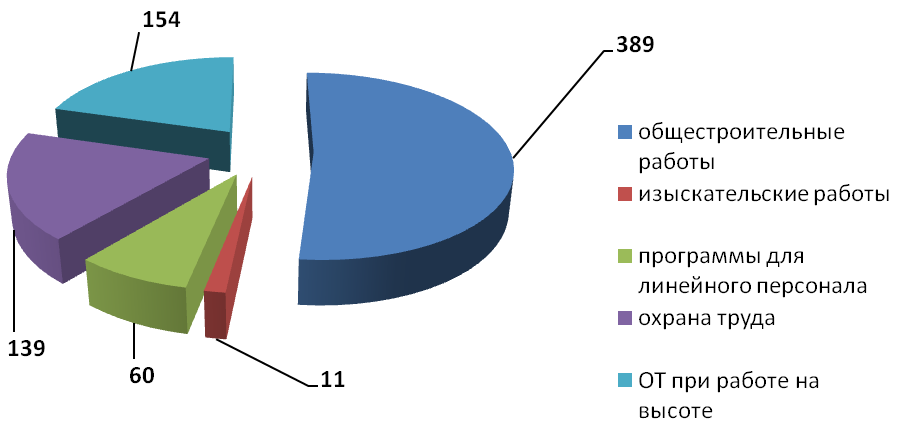 154
389
139
60
11
общестроительные
работы
изыскательские работы
программы для
линейного персонала
охрана труда
ОТ при работе на
высоте